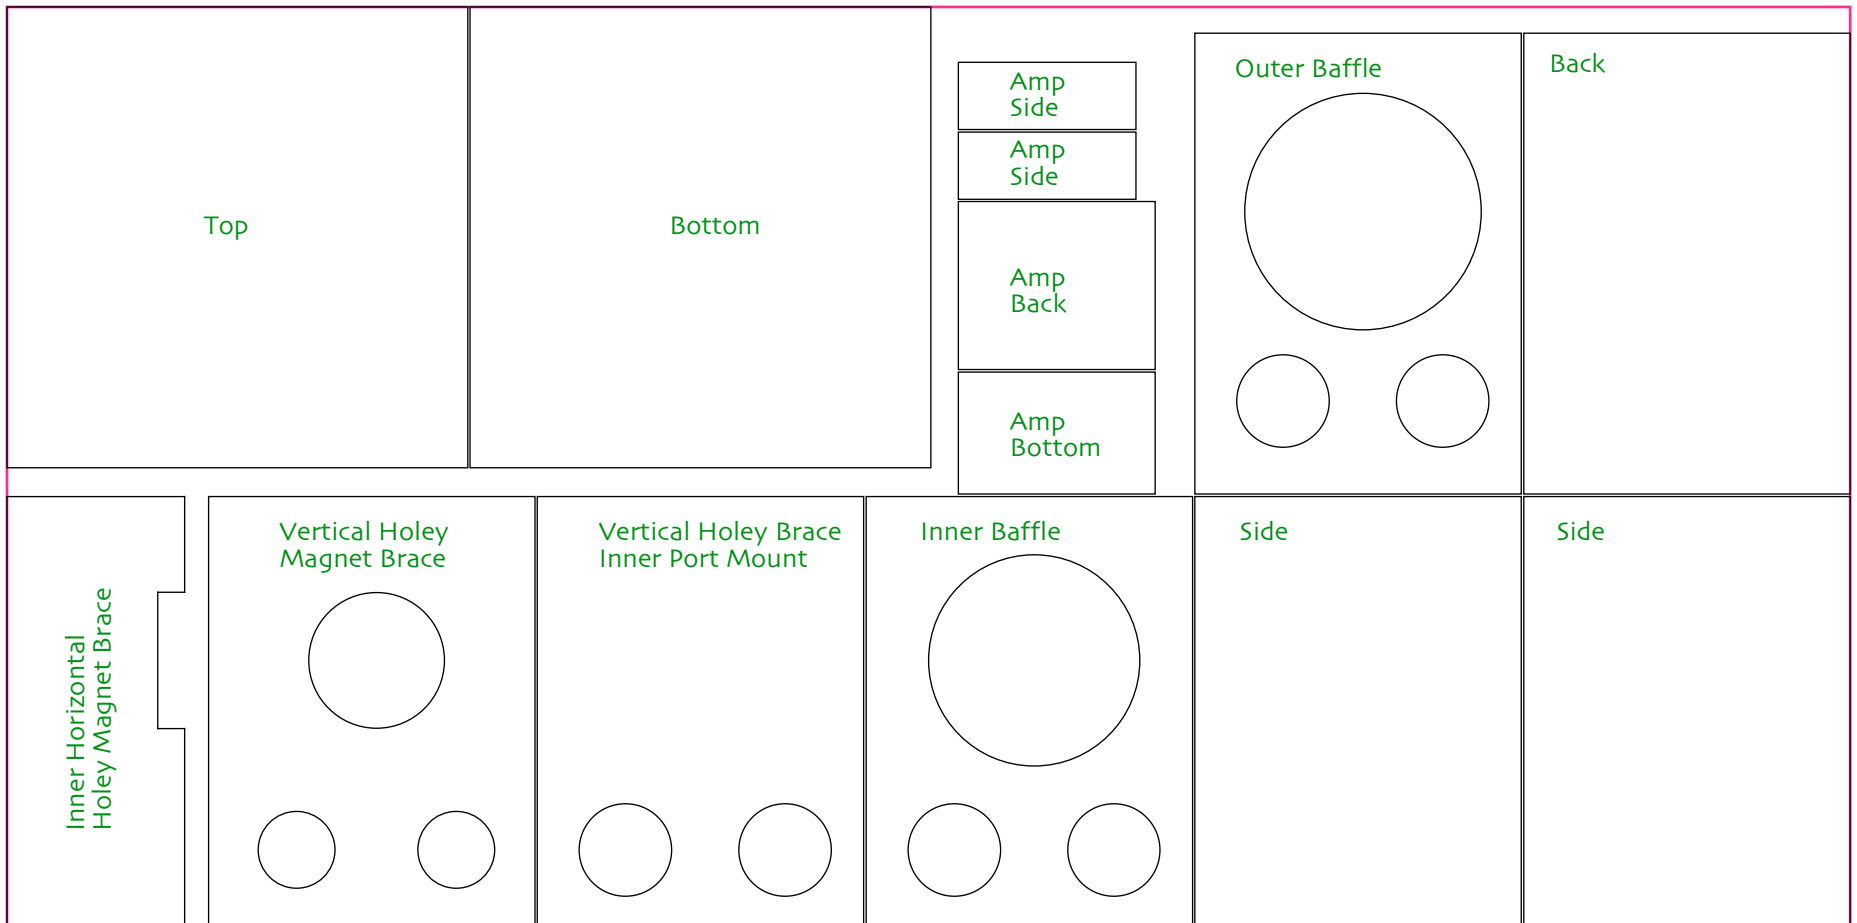 Top
Bottom
Amp
Side
Amp
Side
Amp
Back
Amp
Bottom
Outer Baffle
Back
Inner Horizontal
Holey Magnet Brace
Vertical Holey
Magnet Brace
Vertical Holey Brace
Inner Port Mount
Inner Baffle
Side
Side